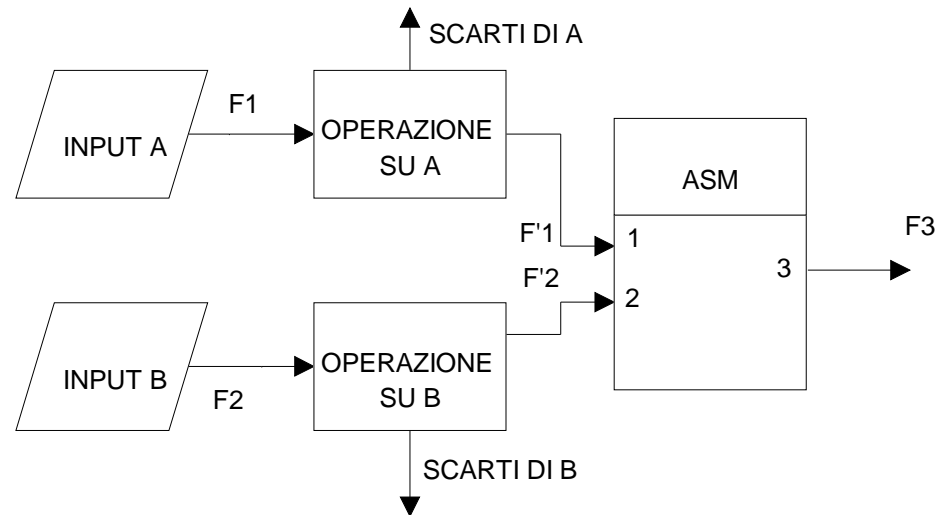 SCARTI DI A
F1
INPUT A
OPERAZIONE
SU A
ASM
F'1
1
F3
3
F'2
2
INPUT B
F2
OPERAZIONE
SU B
SCARTI DI B